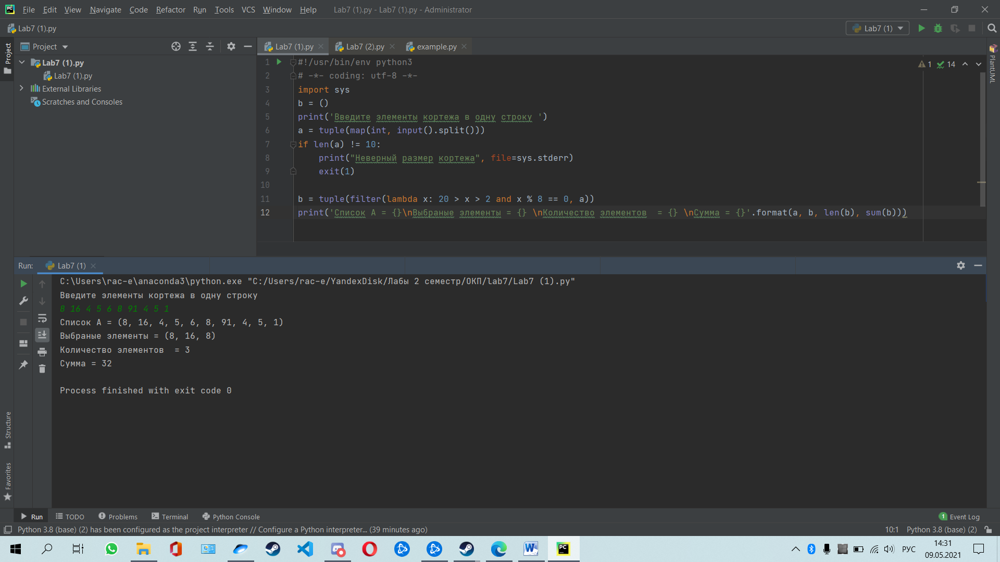 File Edit View Navigate Code Refactor Run Tools VCS Window Help Lab7 (1).py - Lab7 (1).py - Administrator
Lab7 (1).py
Lab7 (1)
Project
Lab7 (1).py
Lab7 (2).py
example.py
Project
PlantUML
Lab7 (1).py
Lab7 (1).py
External Libraries
Scratches and Consoles
1 14
1 #!/usr/bin/env python3
2 # -*- coding: utf-8 -*-
3 import sys
4 b = ()
5 print('Введите элементы кортежа в одну строку ')
6 a = tuple(map(int, input().split()))
7 if len(a) != 10:
8 print("Неверный размер кортежа", file=sys.stderr)
9 exit(1)
10
11 b = tuple(filter(lambda x: 20 > x > 2 and x % 8 == 0, a))
12 print('Список А = {}\nВыбраные элементы = {} \nКоличество элементов  = {} \nСумма = {}'.format(a, b, len(b), sum(b)))
Run: Lab7 (1)
C:\Users\rac-e\anaconda3\python.exe "C:/Users/rac-e/YandexDisk/Лабы 2 семестр/ОКП/lab7/Lab7 (1).py"
Введите элементы кортежа в одну строку
8 16 4 5 6 8 91 4 5 1
Список А = (8, 16, 4, 5, 6, 8, 91, 4, 5, 1)
Выбраные элементы = (8, 16, 8)
Количество элементов  = 3
Сумма = 32
Process finished with exit code 0
Structure
Favorites
Run TODO Problems Terminal Python Console 1 Event Log
Python 3.8 (base) (2) has been configured as the project interpreter // Configure a Python interpreter... (39 minutes ago) 10:1 Python 3.8 (base) (2)
РУС
14:31
09.05.2021